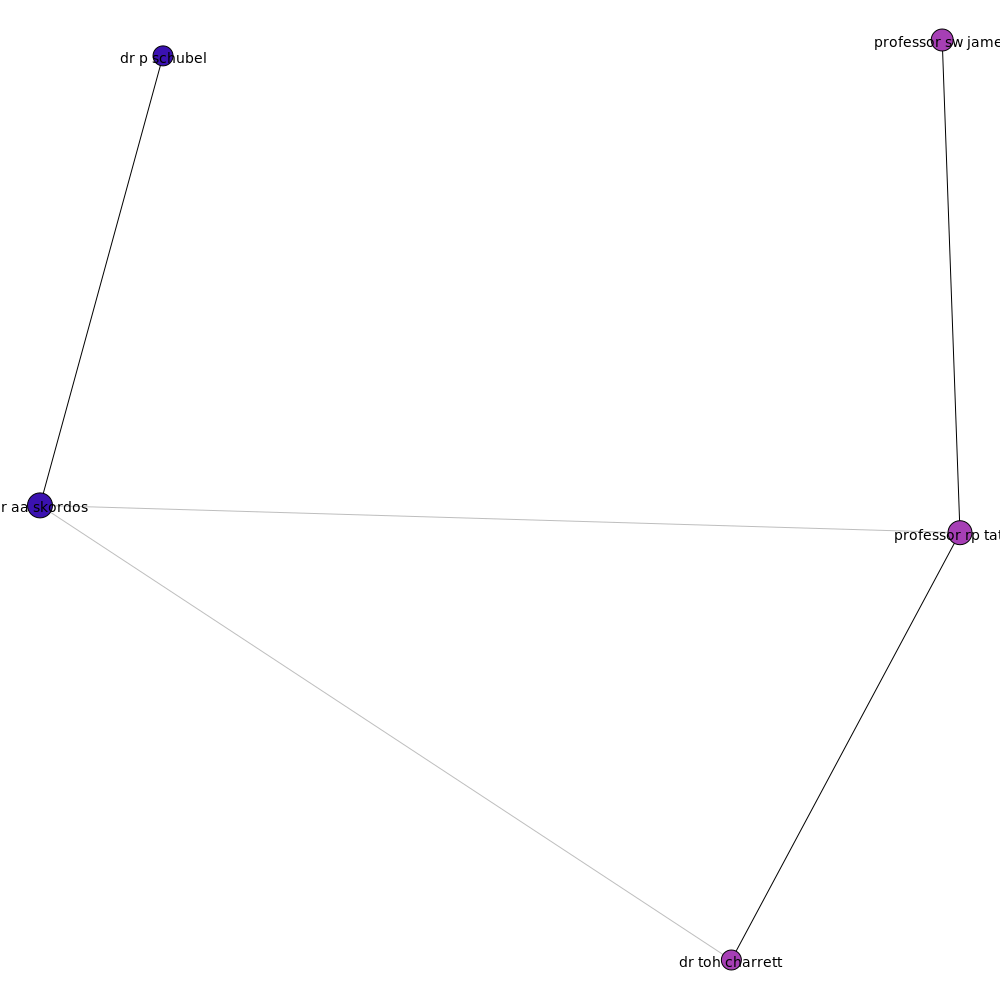 professor sw jame
dr p schubel
r aa skordos
professor rp tat
dr toh charrett